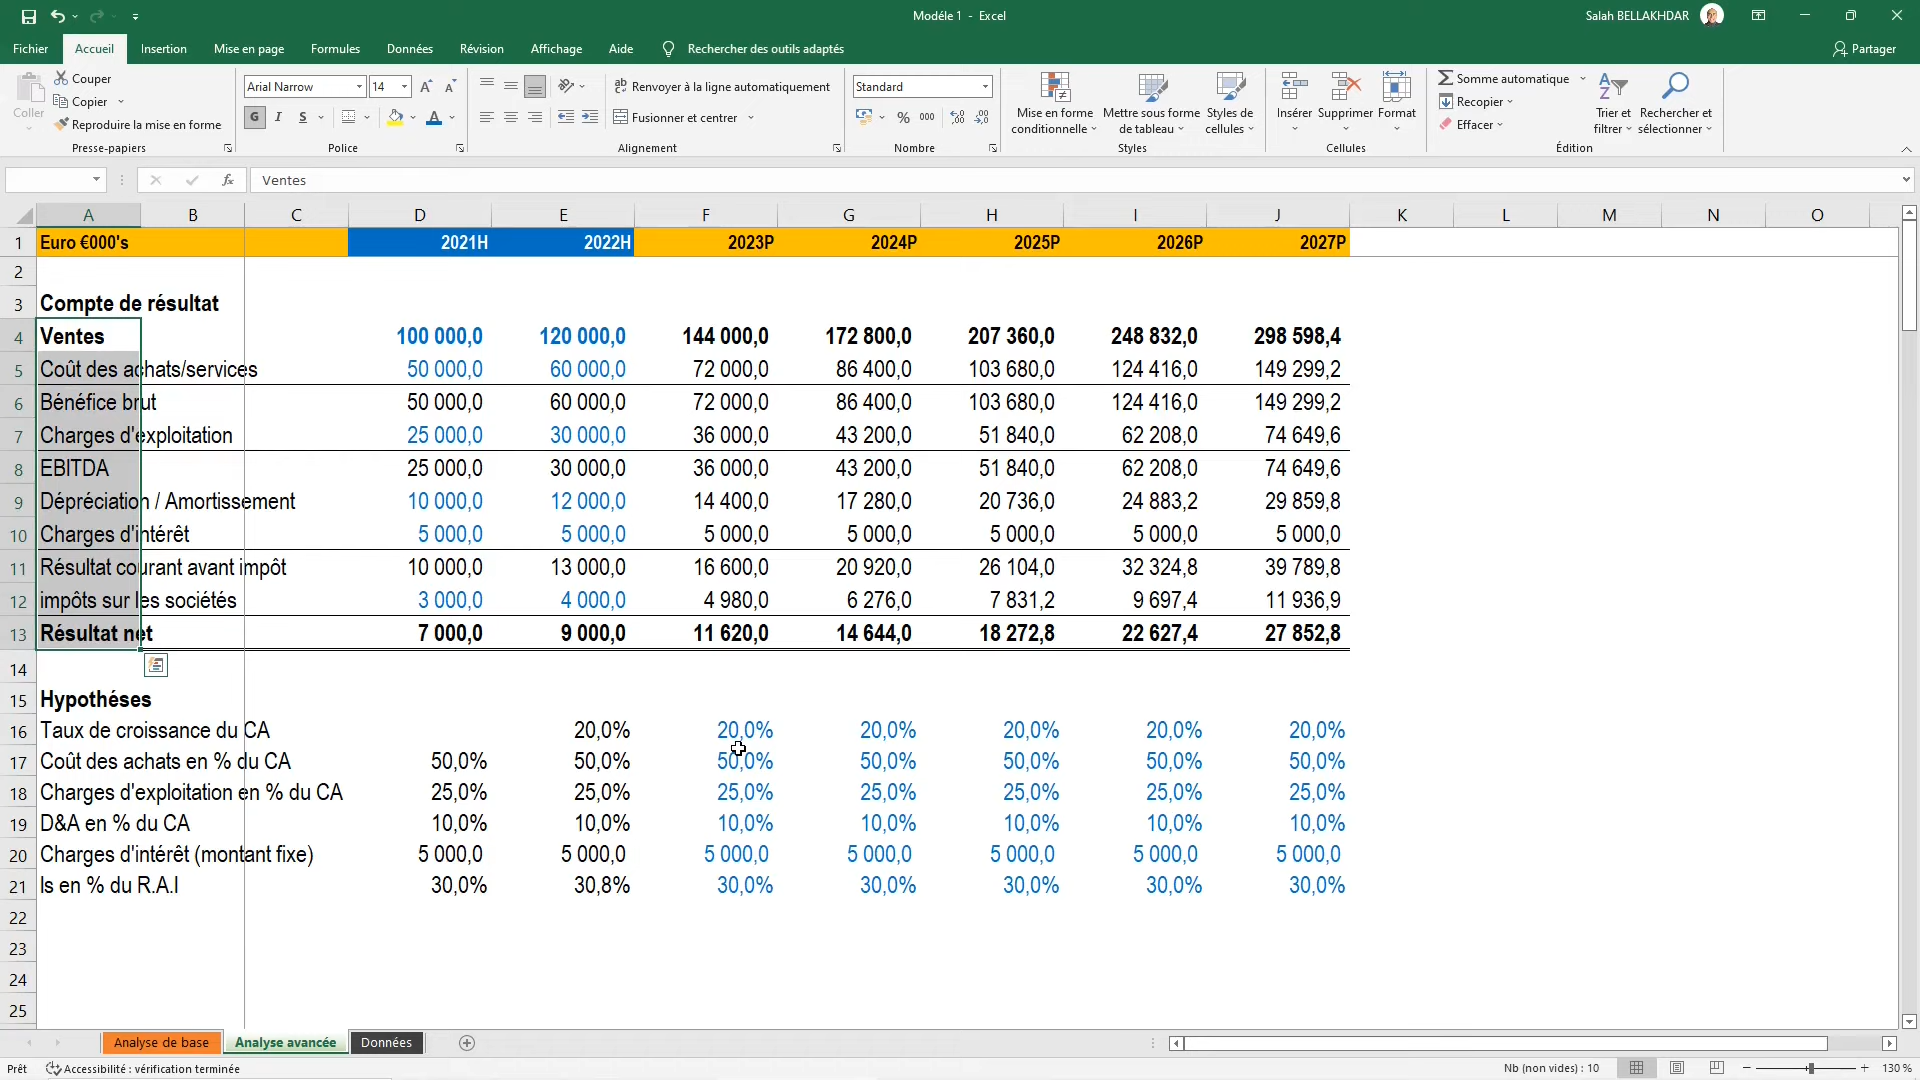 Modéle 1 - Excel
Salah BELLAKHDAR
Fichier Accueil Insertion Mise en page Formules Données Révision Affichage Aide Rechercher des outils adaptés Partager
Coller
Couper
Copier
Reproduire la mise en forme
Presse-papiers
Arial Narrow 14
G I S
Police
Renvoyer à la ligne automatiquement
Fusionner et centrer
Alignement
Standard
% 000
Nombre
Mise en forme conditionnelle
Mettre sous forme de tableau
Styles de cellules
Styles
Insérer Supprimer Format
Cellules
Somme automatique
Recopier
Effacer
Trier et filtrer
Rechercher et sélectionner
Édition
fx Ventes
A B C D E F G H I J K L M N O
1 Euro €000's 2021H 2022H 2023P 2024P 2025P 2026P 2027P
2
3 Compte de résultat
4 Ventes 100 000,0 120 000,0 144 000,0 172 800,0 207 360,0 248 832,0 298 598,4
5 Coût des achats/services 50 000,0 60 000,0 72 000,0 86 400,0 103 680,0 124 416,0 149 299,2
6 Bénéfice brut 50 000,0 60 000,0 72 000,0 86 400,0 103 680,0 124 416,0 149 299,2
7 Charges d'exploitation 25 000,0 30 000,0 36 000,0 43 200,0 51 840,0 62 208,0 74 649,6
8 EBITDA 25 000,0 30 000,0 36 000,0 43 200,0 51 840,0 62 208,0 74 649,6
9 Dépréciation / Amortissement 10 000,0 12 000,0 14 400,0 17 280,0 20 736,0 24 883,2 29 859,8
10 Charges d'intérêt 5 000,0 5 000,0 5 000,0 5 000,0 5 000,0 5 000,0 5 000,0
11 Résultat courant avant impôt 10 000,0 13 000,0 16 600,0 20 920,0 26 104,0 32 324,8 39 789,8
12 impôts sur les sociétés 3 000,0 4 000,0 4 980,0 6 276,0 7 831,2 9 697,4 11 936,9
13 Résultat net 7 000,0 9 000,0 11 620,0 14 644,0 18 272,8 22 627,4 27 852,8
14
15 Hypothéses
16 Taux de croissance du CA 20,0% 20,0% 20,0% 20,0% 20,0% 20,0%
17 Coût des achats en % du CA 50,0% 50,0% 50,0% 50,0% 50,0% 50,0% 50,0%
18 Charges d'exploitation en % du CA 25,0% 25,0% 25,0% 25,0% 25,0% 25,0% 25,0%
19 D&A en % du CA 10,0% 10,0% 10,0% 10,0% 10,0% 10,0% 10,0%
20 Charges d'intérêt (montant fixe) 5 000,0 5 000,0 5 000,0 5 000,0 5 000,0 5 000,0 5 000,0
21 Is en % du R.A.I 30,0% 30,8% 30,0% 30,0% 30,0% 30,0% 30,0%
22
23
24
25
Analyse de base Analyse avancée Données
Prêt Accessibilité : vérification terminée Nb (non vides) : 10 130 %